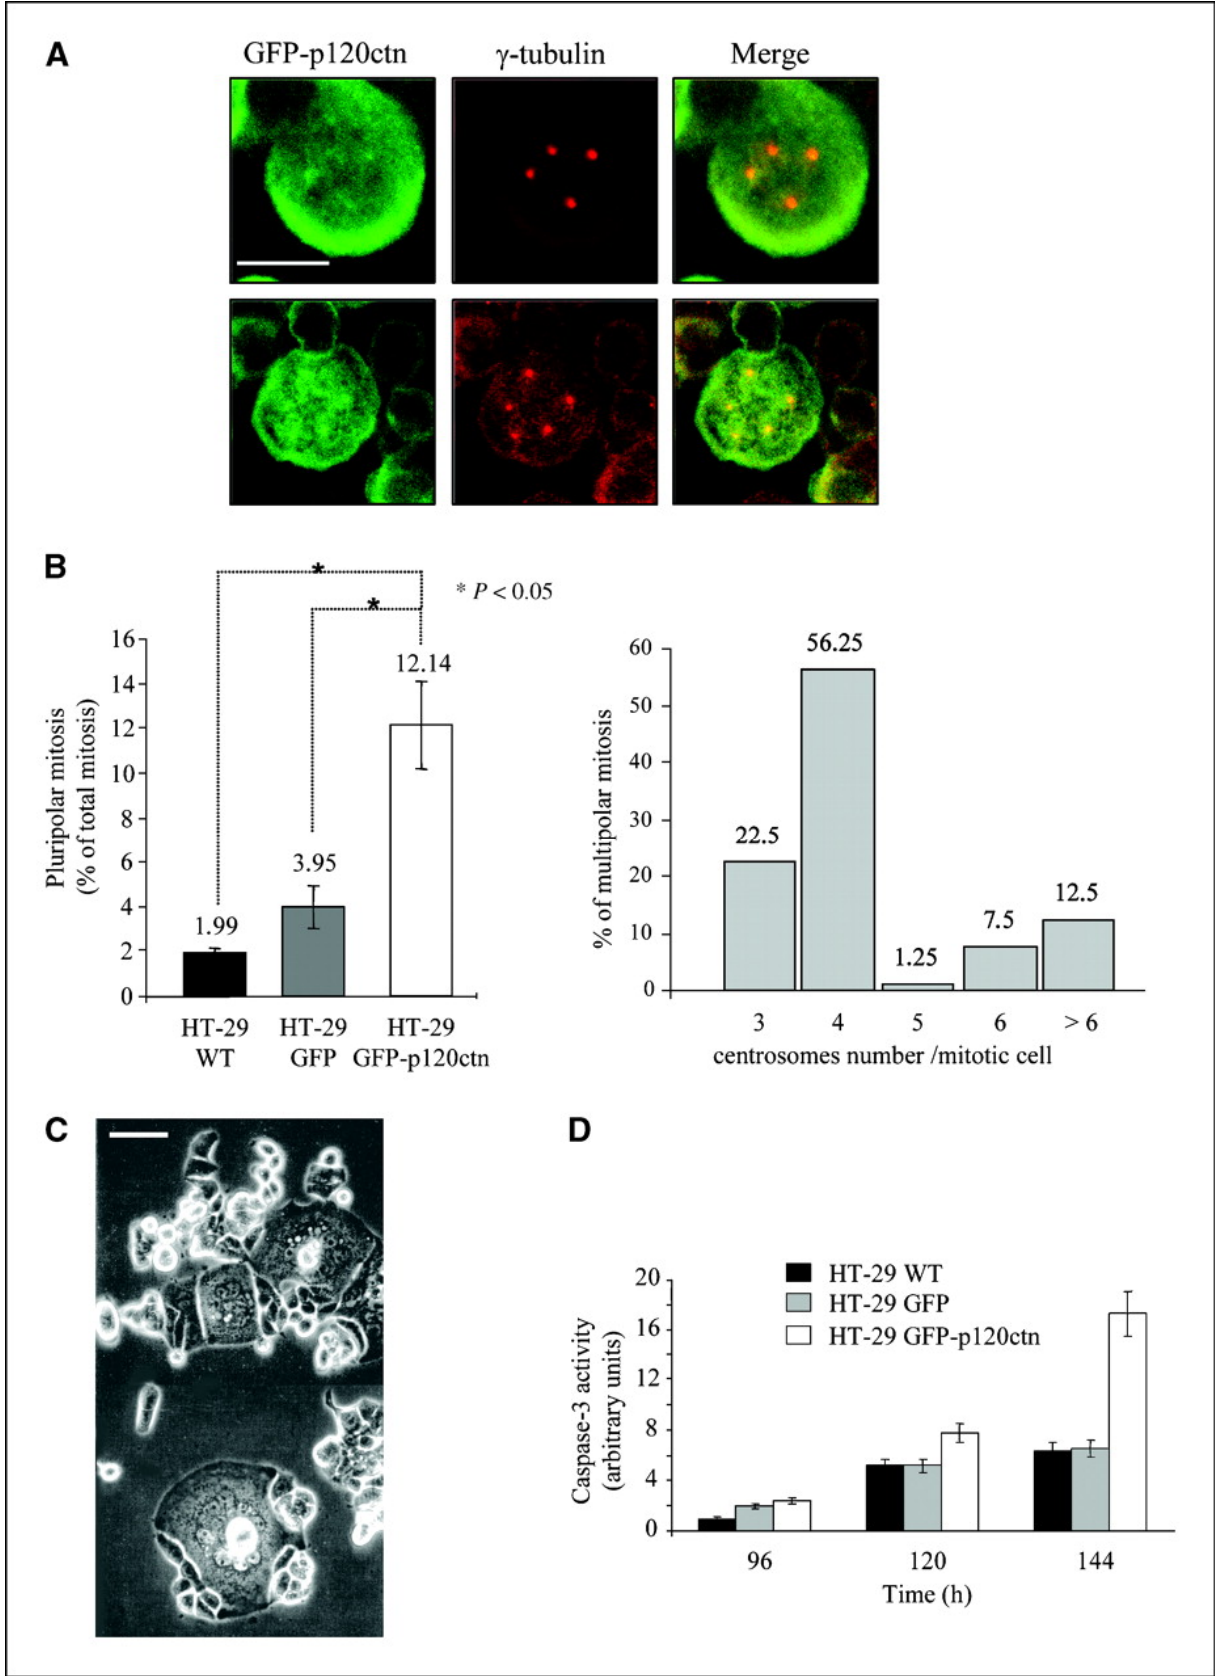 A
GFP-p120ctn
γ-tubulin
Merge
B
*
*
* P < 0.05
Pluripolar mitosis
(% of total mitosis)
16
14
12
10
8
6
4
2
0
1.99
3.95
12.14
HT-29
WT
HT-29
GFP
HT-29
GFP-p120ctn
% of multipolar mitosis
60
50
40
30
20
10
0
22.5
56.25
1.25
7.5
12.5
3
4
5
6
> 6
centrosomes number /mitotic cell
C
D
Caspase-3 activity
(arbitrary units)
20
16
12
8
4
0
HT-29 WT
HT-29 GFP
HT-29 GFP-p120ctn
96
120
144
Time (h)